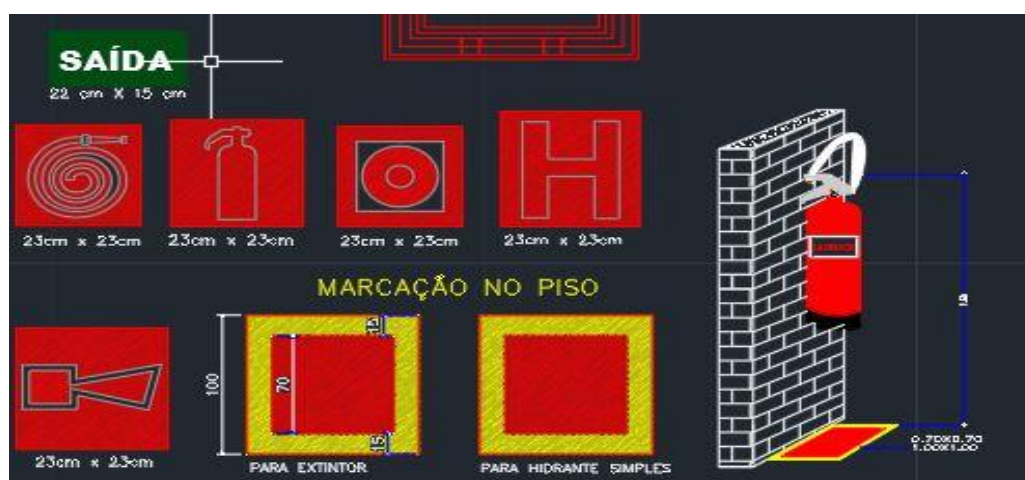 SAÍDA
22 cm X 15 cm
H
23cm x 23cm
23cm x 23cm
23cm x 23cm
23cm x 23cm
MARCAÇÃO NO PISO
15
100
70
15
23cm x 23cm
PARA EXTINTOR
PARA HIDRANTE SIMPLES
0.70X0.70
1.00X1.00